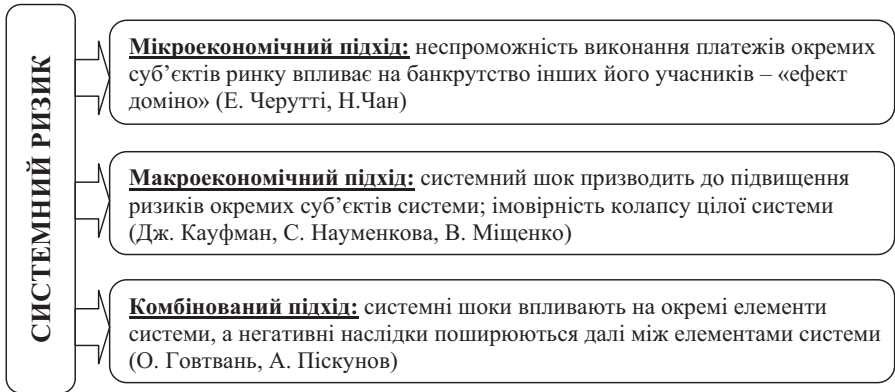 СИСТЕМНИЙ РИЗИК
Мікроекономічний підхід: неспроможність виконання платежів окремих
суб’єктів ринку впливає на банкрутство інших його учасників – «ефект
доміно» (Е. Черутті, Н.Чан)
Макроекономічний підхід: системний шок призводить до підвищення
ризиків окремих суб’єктів системи; імовірність колапсу цілої системи
(Дж. Кауфман, С. Науменкова, В. Міщенко)
Комбінований підхід: системні шоки впливають на окремі елементи
системи, а негативні наслідки поширюються далі між елементами системи
(О. Говтвань, А. Піскунов)